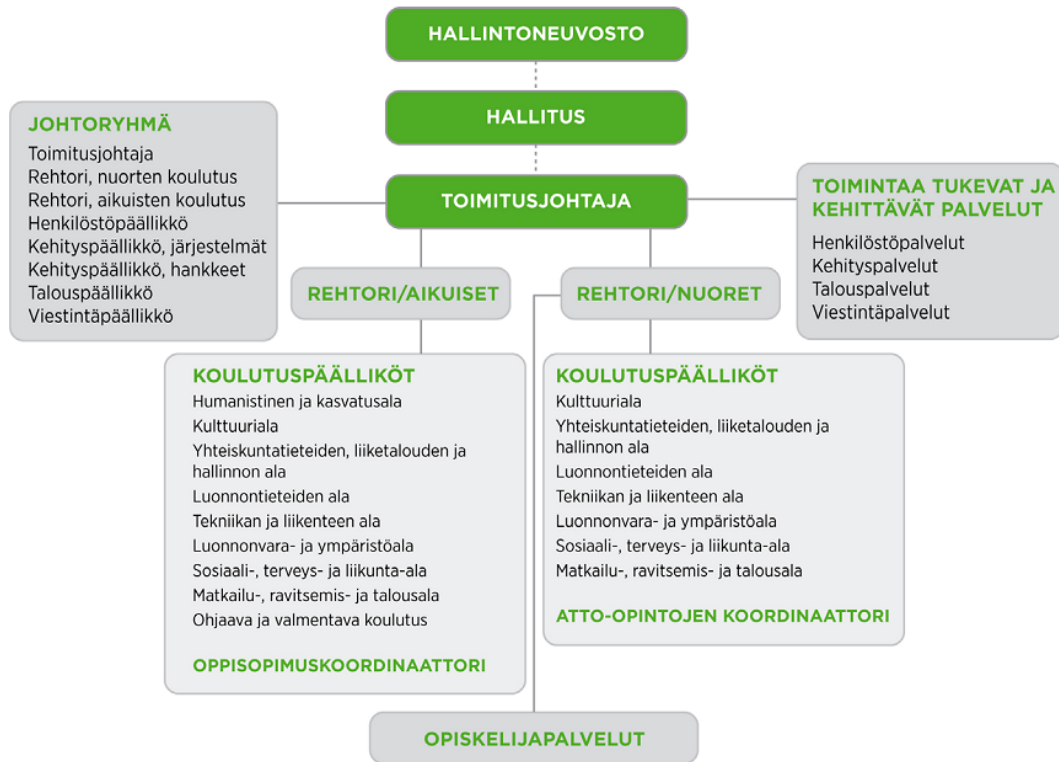 HALLINTONEUVOSTO
HALLITUS
TOIMITUSJOHTAJA
JOHTORYHMÄ
Toimitusjohtaja
Rehtori, nuorten koulutus
Rehtori, aikuisten koulutus
Henkilöstöpäällikkö
Kehityspäällikkö, järjestelmät
Kehityspäällikkö, hankkeet
Talouspäällikkö
Viestintäpäällikkö
TOIMINTAA TUKEVAT JA
KEHITTÄVÄT PALVELUT
Henkilöstöpalvelut
Kehityspalvelut
Talouspalvelut
Viestintäpalvelut
REHTORI/AIKUISET
REHTORI/NUORET
KOULUTUSPÄÄLLIKÖT
Humanistinen ja kasvatusala
Kulttuuriala
Yhteiskuntatieteiden, liiketalouden ja
hallinnon ala
Luonnontieteiden ala
Tekniikan ja liikenteen ala
Luonnonvara- ja ympäristöala
Sosiaali-, terveys- ja liikunta-ala
Matkailu-, ravitsemis- ja talousala
Ohjaava ja valmentava koulutus
OPPISOPIMUSKOORDINAATTORI
KOULUTUSPÄÄLLIKÖT
Kulttuuriala
Yhteiskuntatieteiden, liiketalouden ja
hallinnon ala
Luonnontieteiden ala
Tekniikan ja liikenteen ala
Luonnonvara- ja ympäristöala
Sosiaali-, terveys- ja liikunta-ala
Matkailu-, ravitsemis- ja talousala
ATTO-OPINTOJEN KOORDINAATTORI
OPISKELIJAPALVELUT